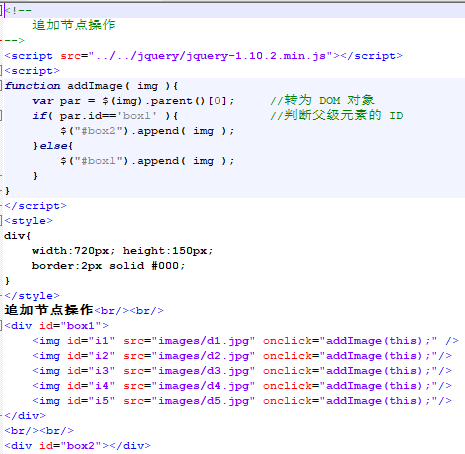 <!--
    追加节点操作
-->
<script src="../../jquery/jquery-1.10.2.min.js"></script>
<script>
function addImage( img ){
    var par = $(img).parent()[0];     //转为 DOM 对象
    if( par.id=='box1' ){             //判断父级元素的 ID
        $("#box2").append( img );
    }else{
        $("#box1").append( img );
    }
}
</script>
<style>
div{
    width:720px; height:150px;
    border:2px solid #000;
}
</style>
追加节点操作<br/><br/>
<div id="box1">
    <img id="i1" src="images/d1.jpg" onclick="addImage(this);" />
    <img id="i2" src="images/d2.jpg" onclick="addImage(this);"/>
    <img id="i3" src="images/d3.jpg" onclick="addImage(this);"/>
    <img id="i4" src="images/d4.jpg" onclick="addImage(this);"/>
    <img id="i5" src="images/d5.jpg" onclick="addImage(this);"/>
</div>
<br/><br/>
<div id="box2"></div>